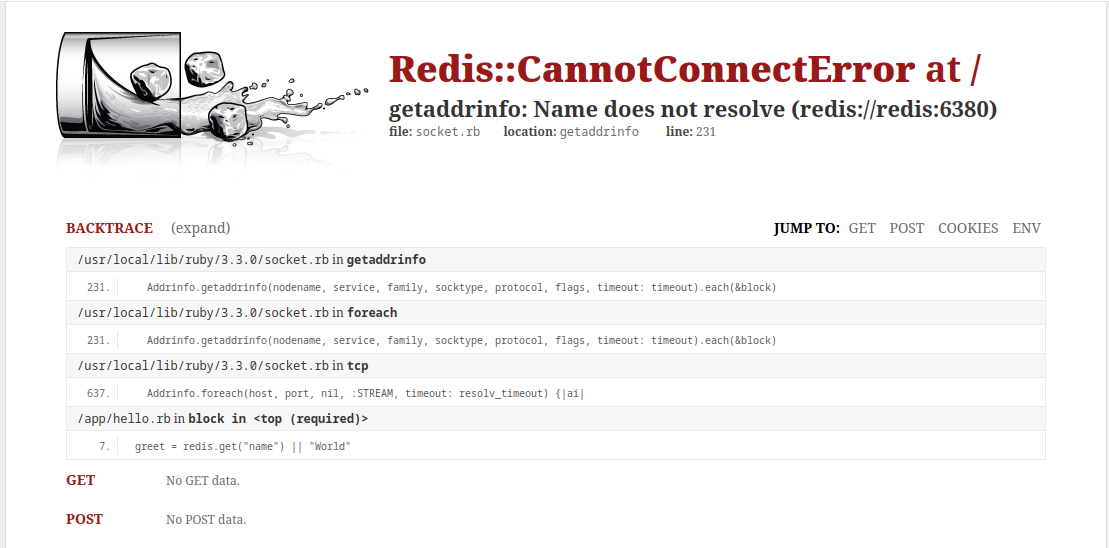 Redis::CannotConnectError at /
getaddrinfo: Name does not resolve (redis://redis:6380)
file: socket.rb location: getaddrinfo line: 231
BACKTRACE (expand) JUMP TO: GET POST COOKIES ENV
/usr/local/lib/ruby/3.3.0/socket.rb in getaddrinfo
231. Addrinfo.getaddrinfo(nodename, service, family, socktype, protocol, flags, timeout: timeout).each(&block)
/usr/local/lib/ruby/3.3.0/socket.rb in foreach
231. Addrinfo.getaddrinfo(nodename, service, family, socktype, protocol, flags, timeout: timeout).each(&block)
/usr/local/lib/ruby/3.3.0/socket.rb in tcp
637. Addrinfo.foreach(host, port, nil, :STREAM, timeout: resolv_timeout) {|ai|
/app/hello.rb in block in <top (required)>
7. greet = redis.get("name") || "World"
GET No GET data.
POST No POST data.